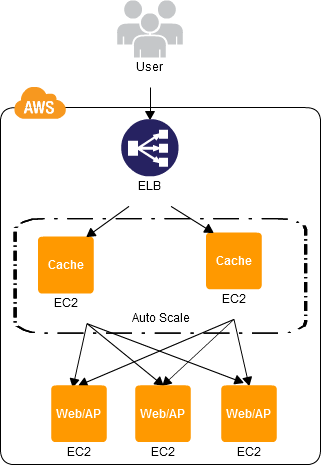 User
AWS
ELB
Cache
Cache
EC2
EC2
Auto Scale
Web/AP
Web/AP
Web/AP
EC2
EC2
EC2